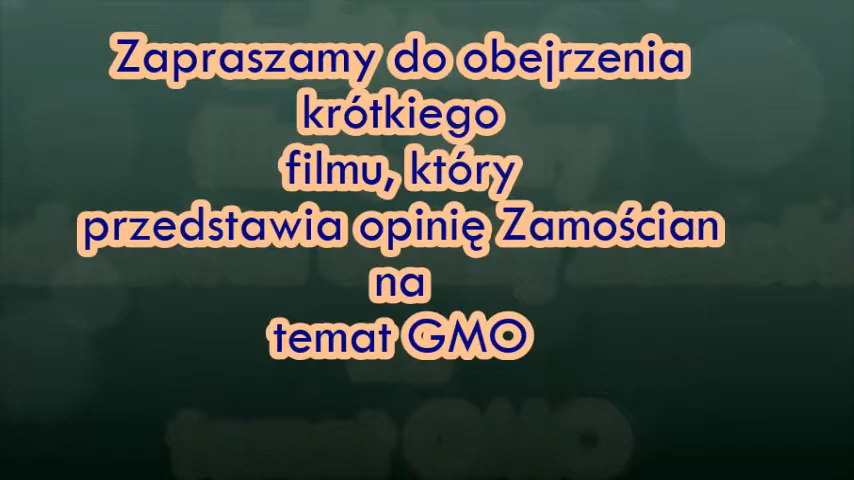 Zapraszamy do obejrzenia
krótkiego
filmu, który
przedstawia opinię Zamościan
na
temat GMO